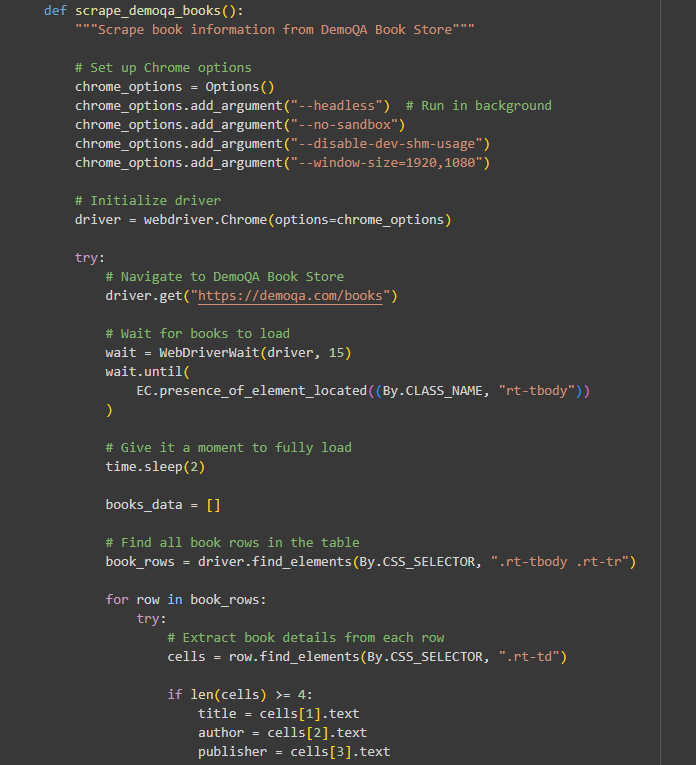 def scrape_demoqa_books():
    """Scrape book information from DemoQA Book Store"""

    # Set up Chrome options
    chrome_options = Options()
    chrome_options.add_argument("--headless")  # Run in background
    chrome_options.add_argument("--no-sandbox")
    chrome_options.add_argument("--disable-dev-shm-usage")
    chrome_options.add_argument("--window-size=1920,1080")

    # Initialize driver
    driver = webdriver.Chrome(options=chrome_options)

    try:
        # Navigate to DemoQA Book Store
        driver.get("https://demoqa.com/books")

        # Wait for books to load
        wait = WebDriverWait(driver, 15)
        wait.until(
            EC.presence_of_element_located((By.CLASS_NAME, "rt-tbody"))
        )

        # Give it a moment to fully load
        time.sleep(2)

        books_data = []

        # Find all book rows in the table
        book_rows = driver.find_elements(By.CSS_SELECTOR, ".rt-tbody .rt-tr")

        for row in book_rows:
            try:
                # Extract book details from each row
                cells = row.find_elements(By.CSS_SELECTOR, ".rt-td")

                if len(cells) >= 4:
                    title = cells[1].text
                    author = cells[2].text
                    publisher = cells[3].text